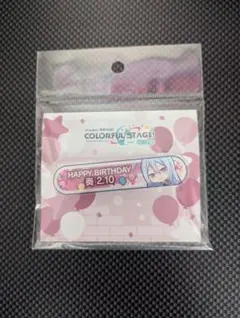 COLORFUL STAGE!
HAPPY BIRTHDAY
奏 2.10